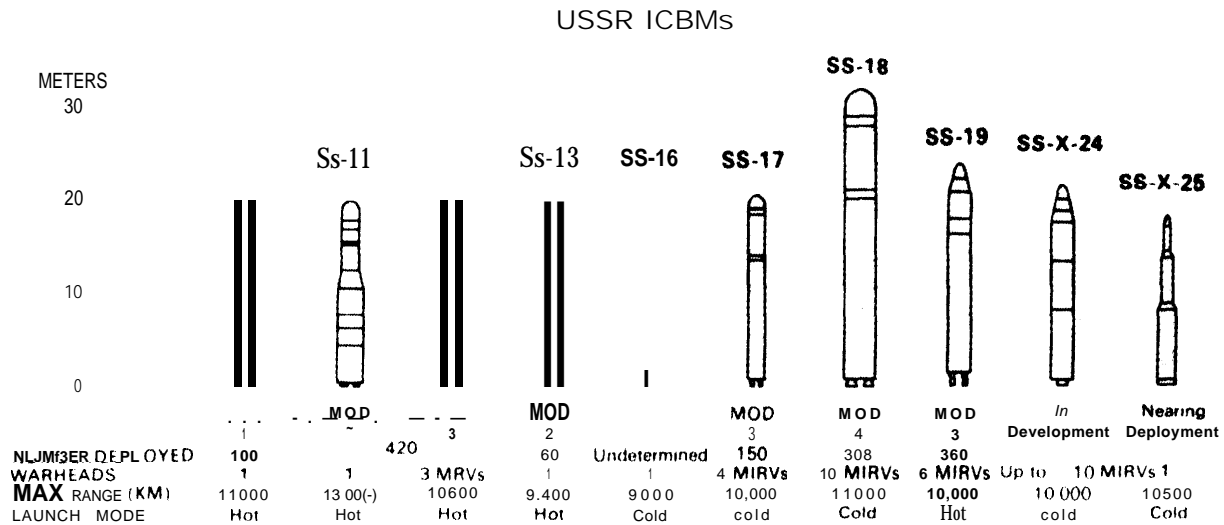 USSR ICBMs
SS-18
METERS
30
SS-19
SS-X-24
Ss-11
Ss-13
SS-16
SS-17
SS-X-25
20
10
0
MOD MOD MOD MOD MOD In Nearing
1 ~ 3 2 3 4 3 Development Deployment
NLJMf3ER DEPLOYED 100 420 60 Undetermined 150 308 360
WARHEADS 1 1 3 MRVs 1 1 4 MIRVs 10 MIRVs 6 MIRVs Up to 10 MIRVs 1
MAX RANGE (KM) 11000 1300(-) 10600 9.400 9000 10,000 11000 10,000 10 000 10500
LAUNCH MODE Hot Hot Hot Hot Cold cold Cold Hot cold Cold